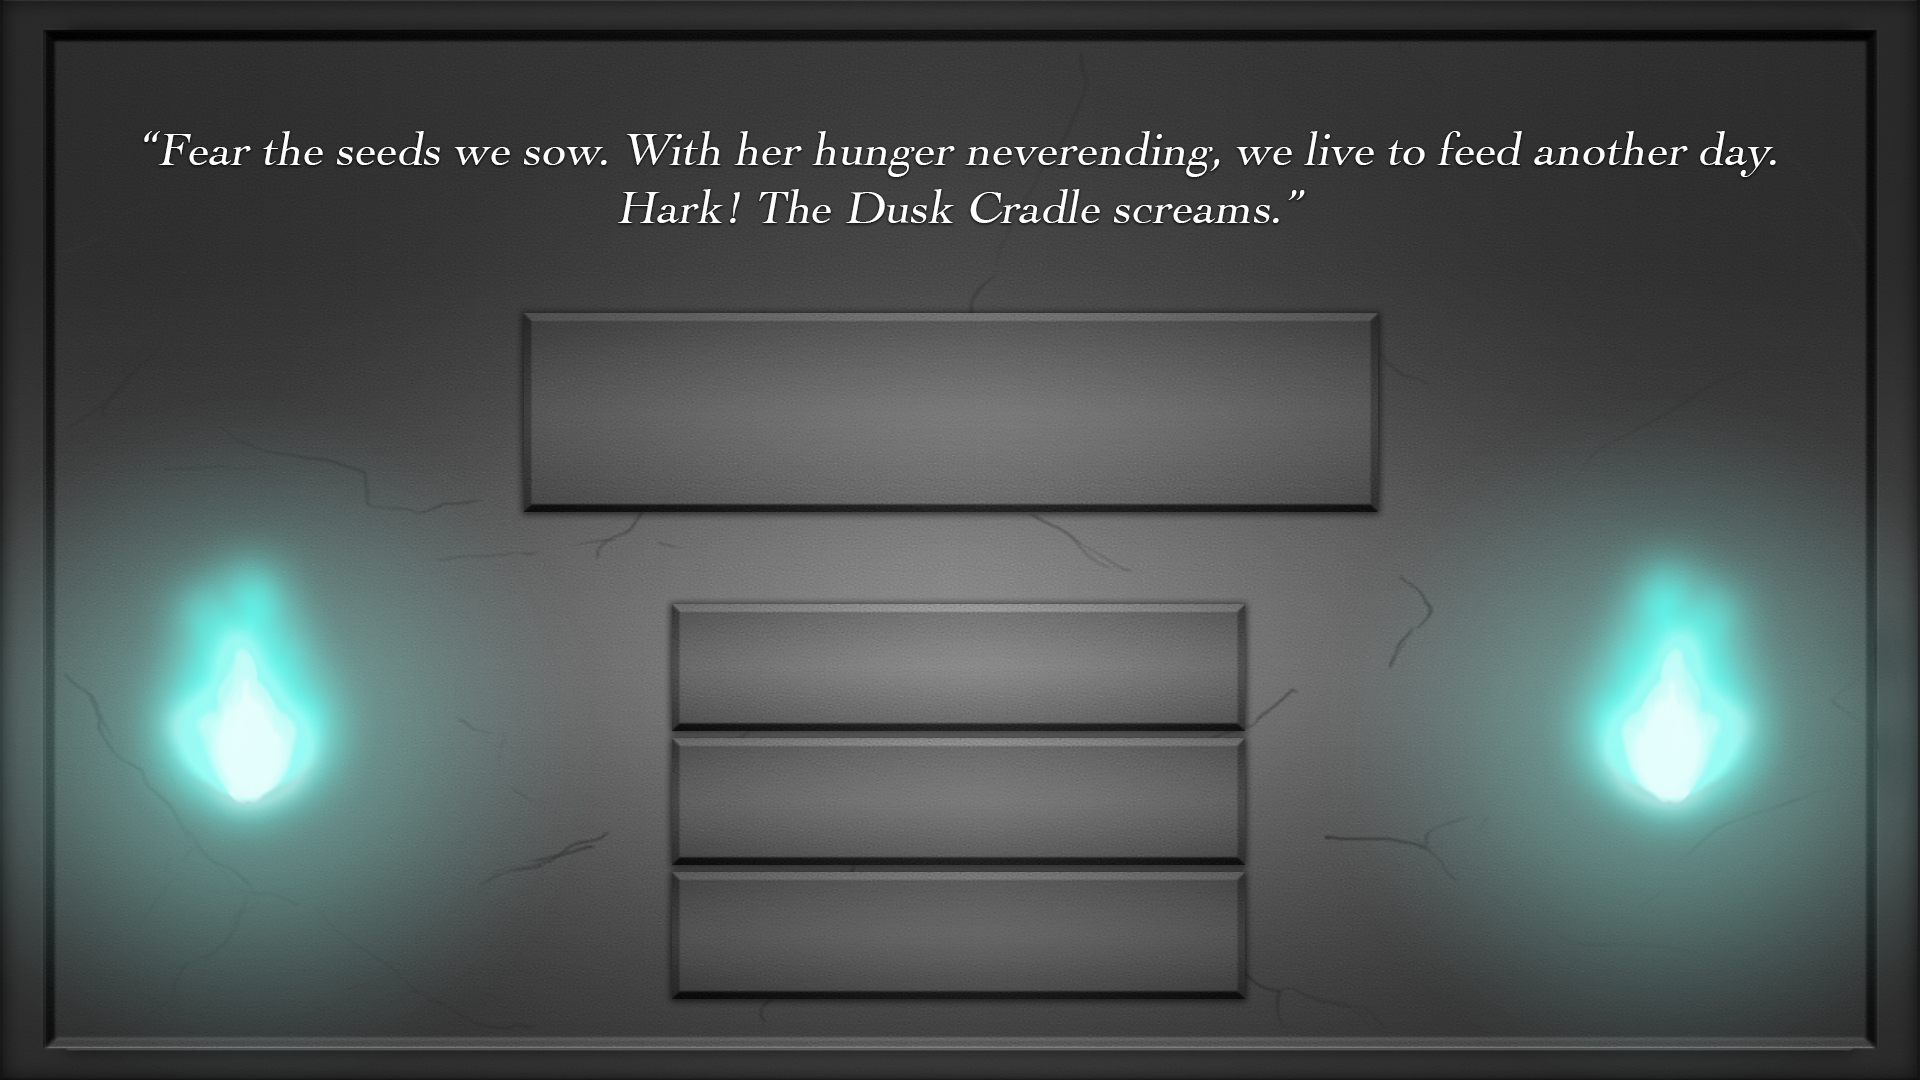 “Fear the seeds we sow. With her hunger neverending, we live to feed another day.
Hark! The Dusk Cradle screams.”